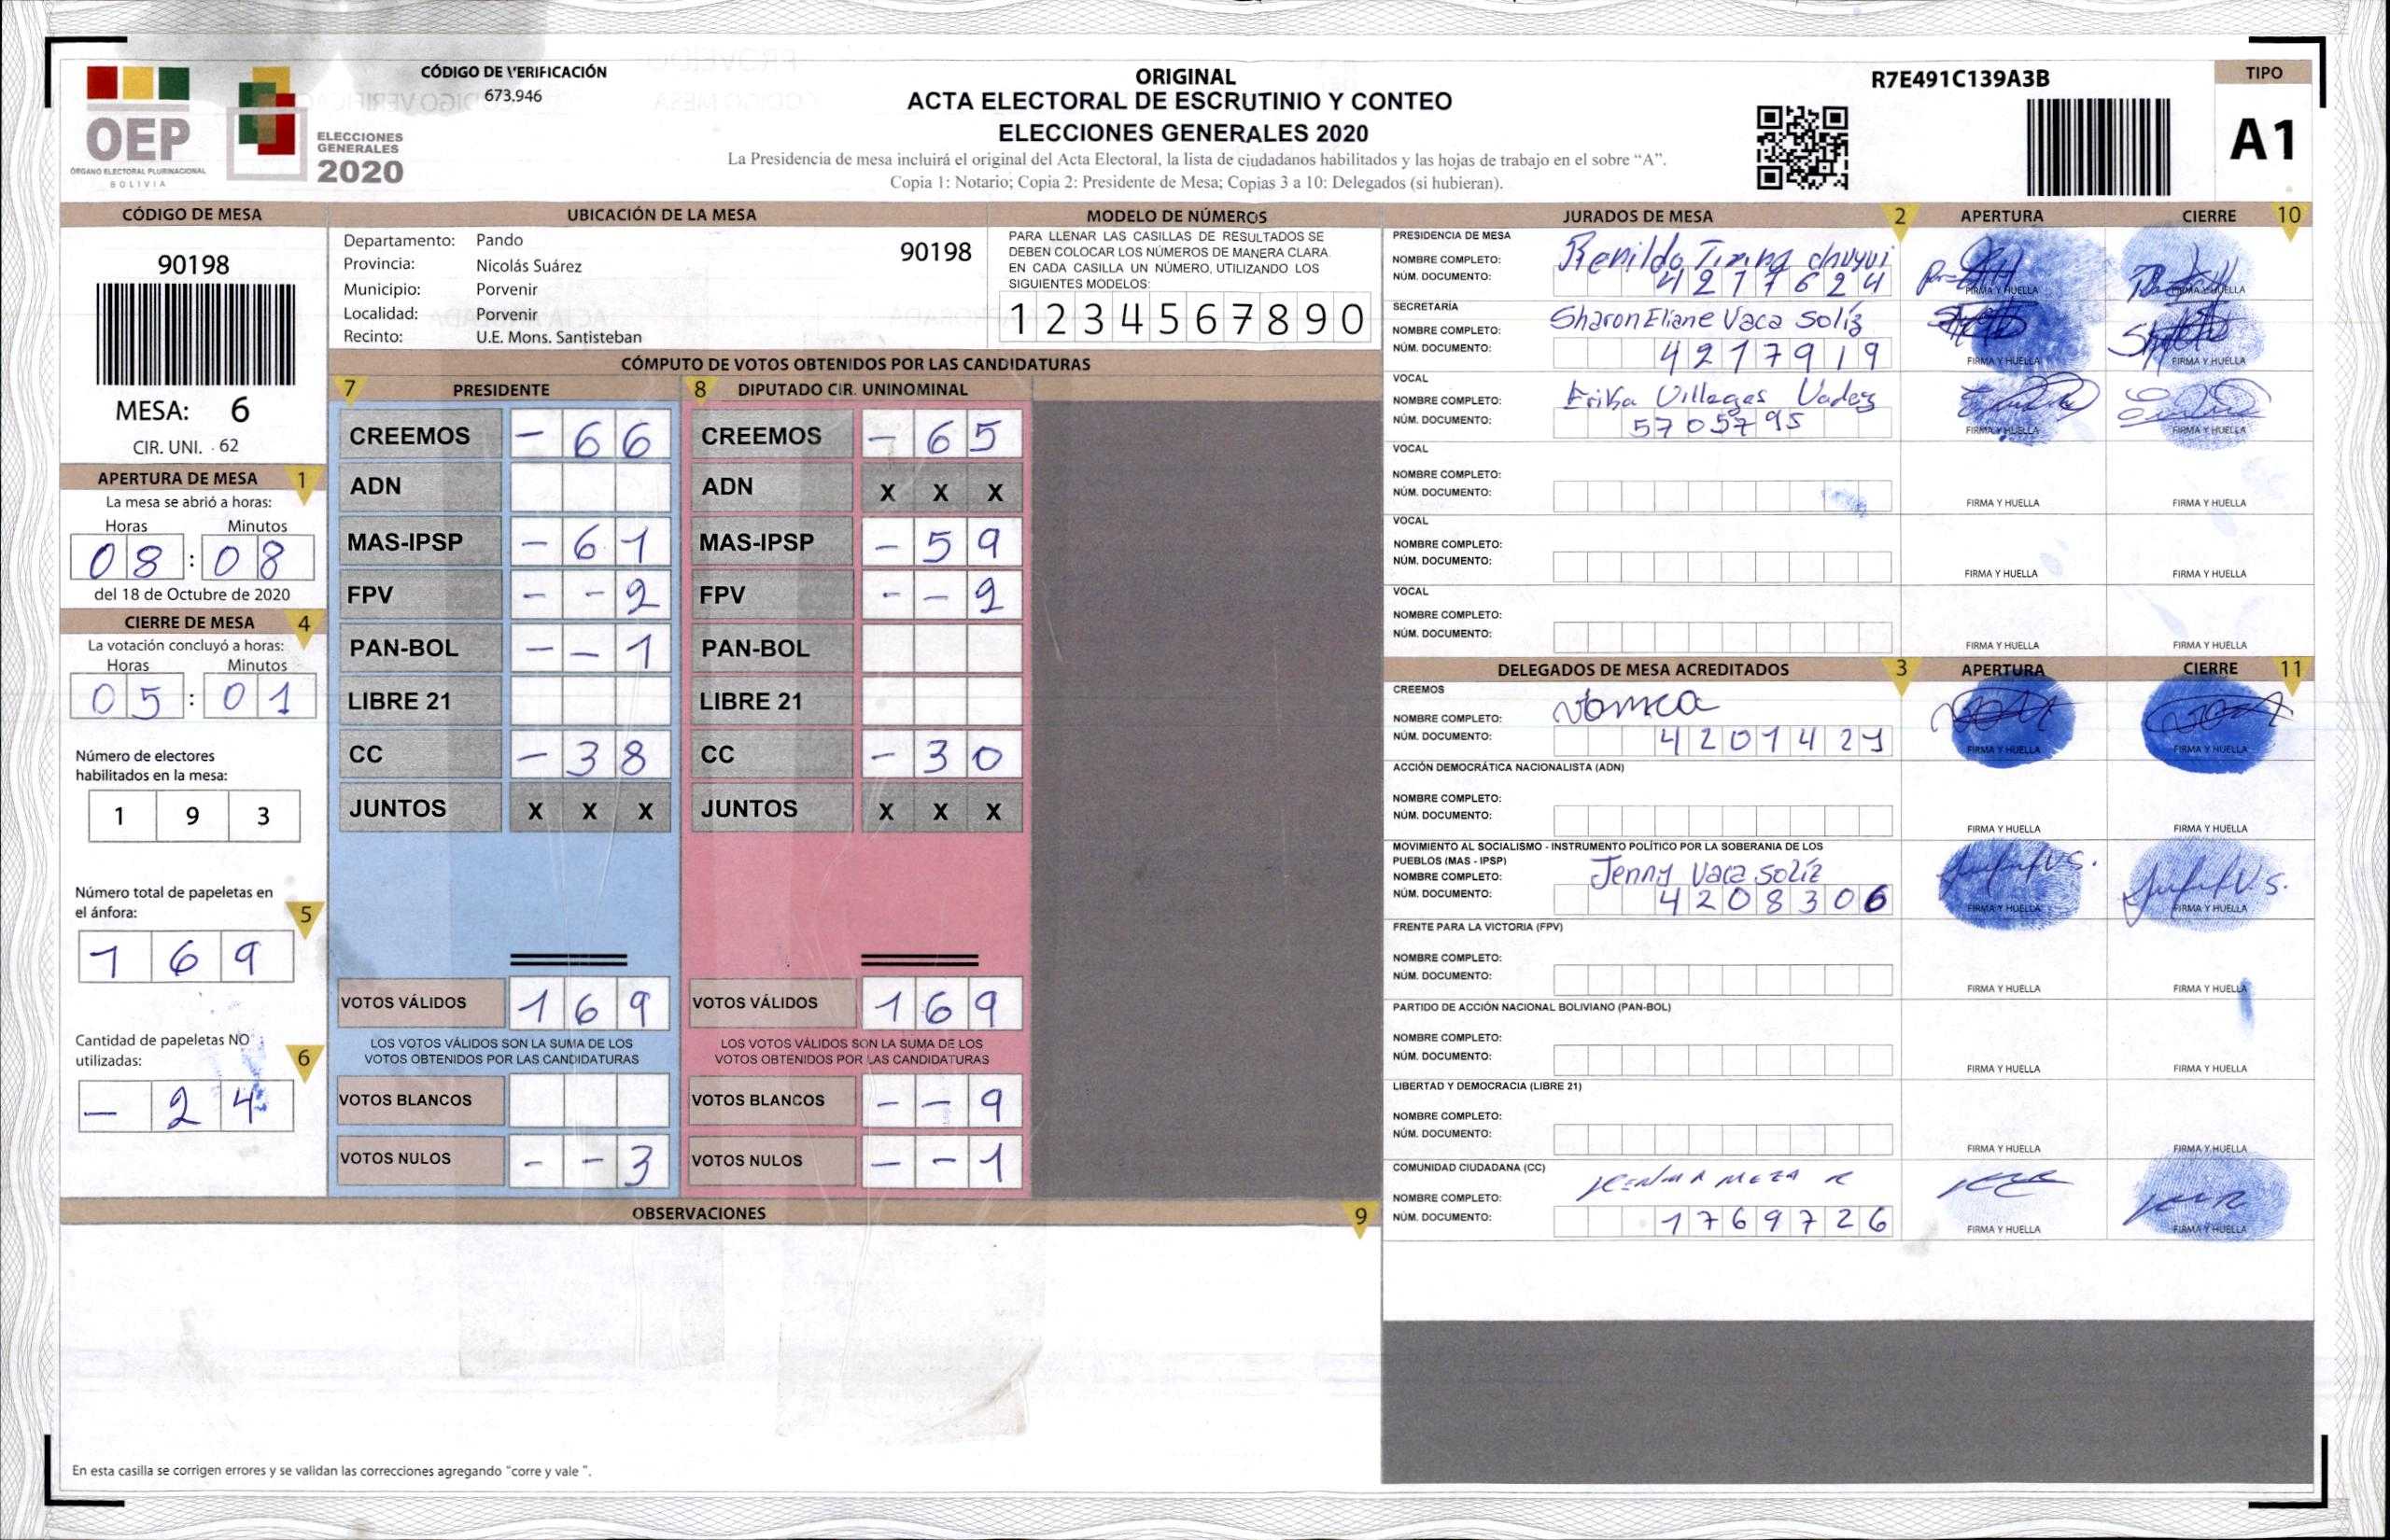 CÓDIGO DE VERIFICACIÓN
673.946
OEP
ÓRGANO ELECTORAL PLURINACIONAL
BOLIVIA
ELECCIONES
GENERALES
2020
ORIGINAL
ACTA ELECTORAL DE ESCRUTINIO Y CONTEO
ELECCIONES GENERALES 2020
La Presidencia de mesa incluirá el original del Acta Electoral, la lista de ciudadanos habilitados y las hojas de trabajo en el sobre “A”.
Copia 1: Notario; Copia 2: Presidente de Mesa; Copias 3 a 10: Delegados (si hubieran).
R7E491C139A3B
TIPO
A1
CÓDIGO DE MESA
90198
MESA: 6
CIR. UNI. 62
APERTURA DE MESA 1
La mesa se abrió a horas:
Horas Minutos
08 : 08
del 18 de Octubre de 2020
CIERRE DE MESA 4
La votación concluyó a horas:
Horas Minutos
05 : 01
Número de electores
habilitados en la mesa:
1 9 3
Número total de papeletas en
el ánfora: 5
1 6 9
Cantidad de papeletas NO
utilizadas: 6
- 2 4
UBICACIÓN DE LA MESA
Departamento: Pando 90198
Provincia: Nicolás Suárez
Municipio: Porvenir
Localidad: Porvenir
Recinto: U.E. Mons. Santisteban
MODELO DE NÚMEROS
PARA LLENAR LAS CASILLAS DE RESULTADOS SE
DEBEN COLOCAR LOS NÚMEROS DE MANERA CLARA
EN CADA CASILLA UN NÚMERO, UTILIZANDO LOS
SIGUIENTES MODELOS:
1 2 3 4 5 6 7 8 9 0
CÓMPUTO DE VOTOS OBTENIDOS POR LAS CANDIDATURAS
7 PRESIDENTE
CREEMOS - 6 6
ADN
MAS-IPSP - 6 1
FPV - - 2
PAN-BOL - - 1
LIBRE 21
CC - 3 8
JUNTOS X X X
VOTOS VÁLIDOS 1 6 9
LOS VOTOS VÁLIDOS SON LA SUMA DE LOS
VOTOS OBTENIDOS POR LAS CANDIDATURAS
VOTOS BLANCOS
VOTOS NULOS - - 3
8 DIPUTADO CIR. UNINOMINAL
CREEMOS - 6 5
ADN X X X
MAS-IPSP - 5 9
FPV - - 2
PAN-BOL
LIBRE 21
CC - 3 0
JUNTOS X X X
VOTOS VÁLIDOS 1 6 9
LOS VOTOS VÁLIDOS SON LA SUMA DE LOS
VOTOS OBTENIDOS POR LAS CANDIDATURAS
VOTOS BLANCOS - - 9
VOTOS NULOS - - 1
OBSERVACIONES 9
En esta casilla se corrigen errores y se validan las correcciones agregando “corre y vale ”.
JURADOS DE MESA 2 APERTURA CIERRE 10
PRESIDENCIA DE MESA
NOMBRE COMPLETO: Renildo
NÚM. DOCUMENTO: 4217624
FIRMA Y HUELLA FIRMA Y HUELLA
SECRETARÍA
NOMBRE COMPLETO: Sharon Eliane Vaca Solíz
NÚM. DOCUMENTO: 4217919
FIRMA Y HUELLA FIRMA Y HUELLA
VOCAL
NOMBRE COMPLETO: Erika Villegas
NÚM. DOCUMENTO: 5705795
FIRMA Y HUELLA FIRMA Y HUELLA
VOCAL
NOMBRE COMPLETO:
NÚM. DOCUMENTO:
FIRMA Y HUELLA FIRMA Y HUELLA
VOCAL
NOMBRE COMPLETO:
NÚM. DOCUMENTO:
FIRMA Y HUELLA FIRMA Y HUELLA
VOCAL
NOMBRE COMPLETO:
NÚM. DOCUMENTO:
FIRMA Y HUELLA FIRMA Y HUELLA
DELEGADOS DE MESA ACREDITADOS 3 APERTURA CIERRE 11
CREEMOS
NOMBRE COMPLETO:
NÚM. DOCUMENTO: 4201421
FIRMA Y HUELLA FIRMA Y HUELLA
ACCIÓN DEMOCRÁTICA NACIONALISTA (ADN)
NOMBRE COMPLETO:
NÚM. DOCUMENTO:
FIRMA Y HUELLA FIRMA Y HUELLA
MOVIMIENTO AL SOCIALISMO - INSTRUMENTO POLÍTICO POR LA SOBERANIA DE LOS
PUEBLOS (MAS - IPSP)
NOMBRE COMPLETO: Jenny Vaca Solíz
NÚM. DOCUMENTO: 4208306
FIRMA Y HUELLA FIRMA Y HUELLA
FRENTE PARA LA VICTORIA (FPV)
NOMBRE COMPLETO:
NÚM. DOCUMENTO:
FIRMA Y HUELLA FIRMA Y HUELLA
PARTIDO DE ACCIÓN NACIONAL BOLIVIANO (PAN-BOL)
NOMBRE COMPLETO:
NÚM. DOCUMENTO:
FIRMA Y HUELLA FIRMA Y HUELLA
LIBERTAD Y DEMOCRACIA (LIBRE 21)
NOMBRE COMPLETO:
NÚM. DOCUMENTO:
FIRMA Y HUELLA FIRMA Y HUELLA
COMUNIDAD CIUDADANA (CC)
NOMBRE COMPLETO: MEZA R
NÚM. DOCUMENTO: 1769726
FIRMA Y HUELLA FIRMA Y HUELLA